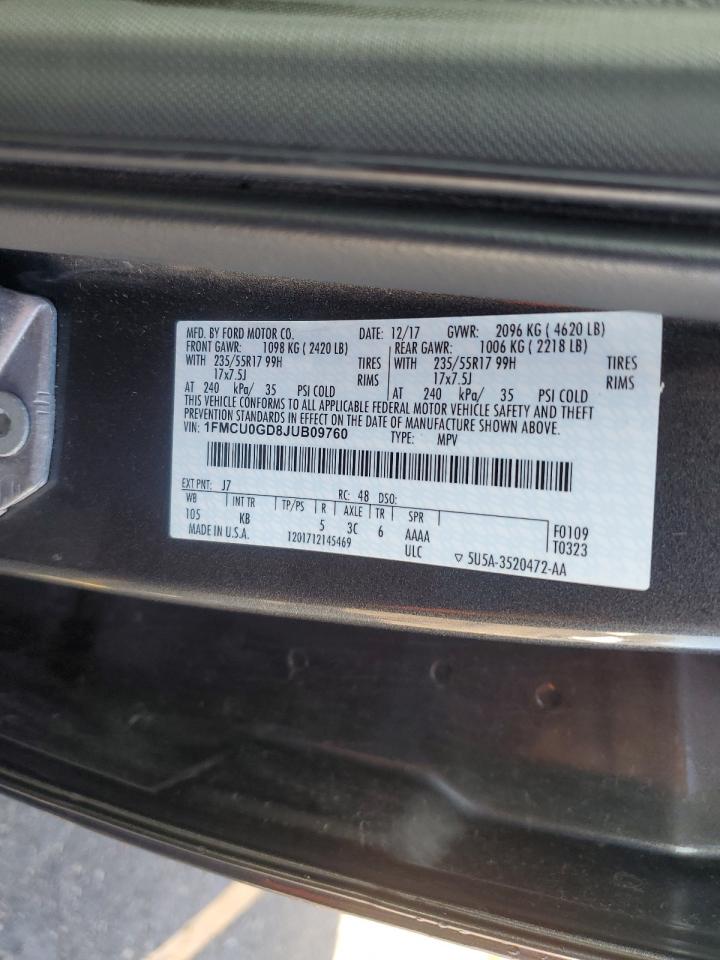 MFD. BY FORD MOTOR CO. DATE: 12/17 GVWR: 2096 KG ( 4620 LB)
FRONT GAWR: 1098 KG ( 2420 LB) REAR GAWR: 1006 KG ( 2218 LB)
WITH 235/55R17 99H TIRES WITH 235/55R17 99H TIRES
17x7.5J RIMS 17x7.5J RIMS
AT 240 kPa/ 35 PSI COLD AT 240 kPa/ 35 PSI COLD
THIS VEHICLE CONFORMS TO ALL APPLICABLE FEDERAL MOTOR VEHICLE SAFETY AND THEFT
PREVENTION STANDARDS IN EFFECT ON THE DATE OF MANUFACTURE SHOWN ABOVE.
VIN: 1FMCU0GD8JUB09760 TYPE: MPV
EXT PNT: J7 RC: 48 DSO:
WB INT TR TP/PS R AXLE TR SPR
105 KB 5 3C 6 AAAA F0109
MADE IN U.S.A. 1201712145469 ULC T0323
▽ 5U5A-3520472-AA